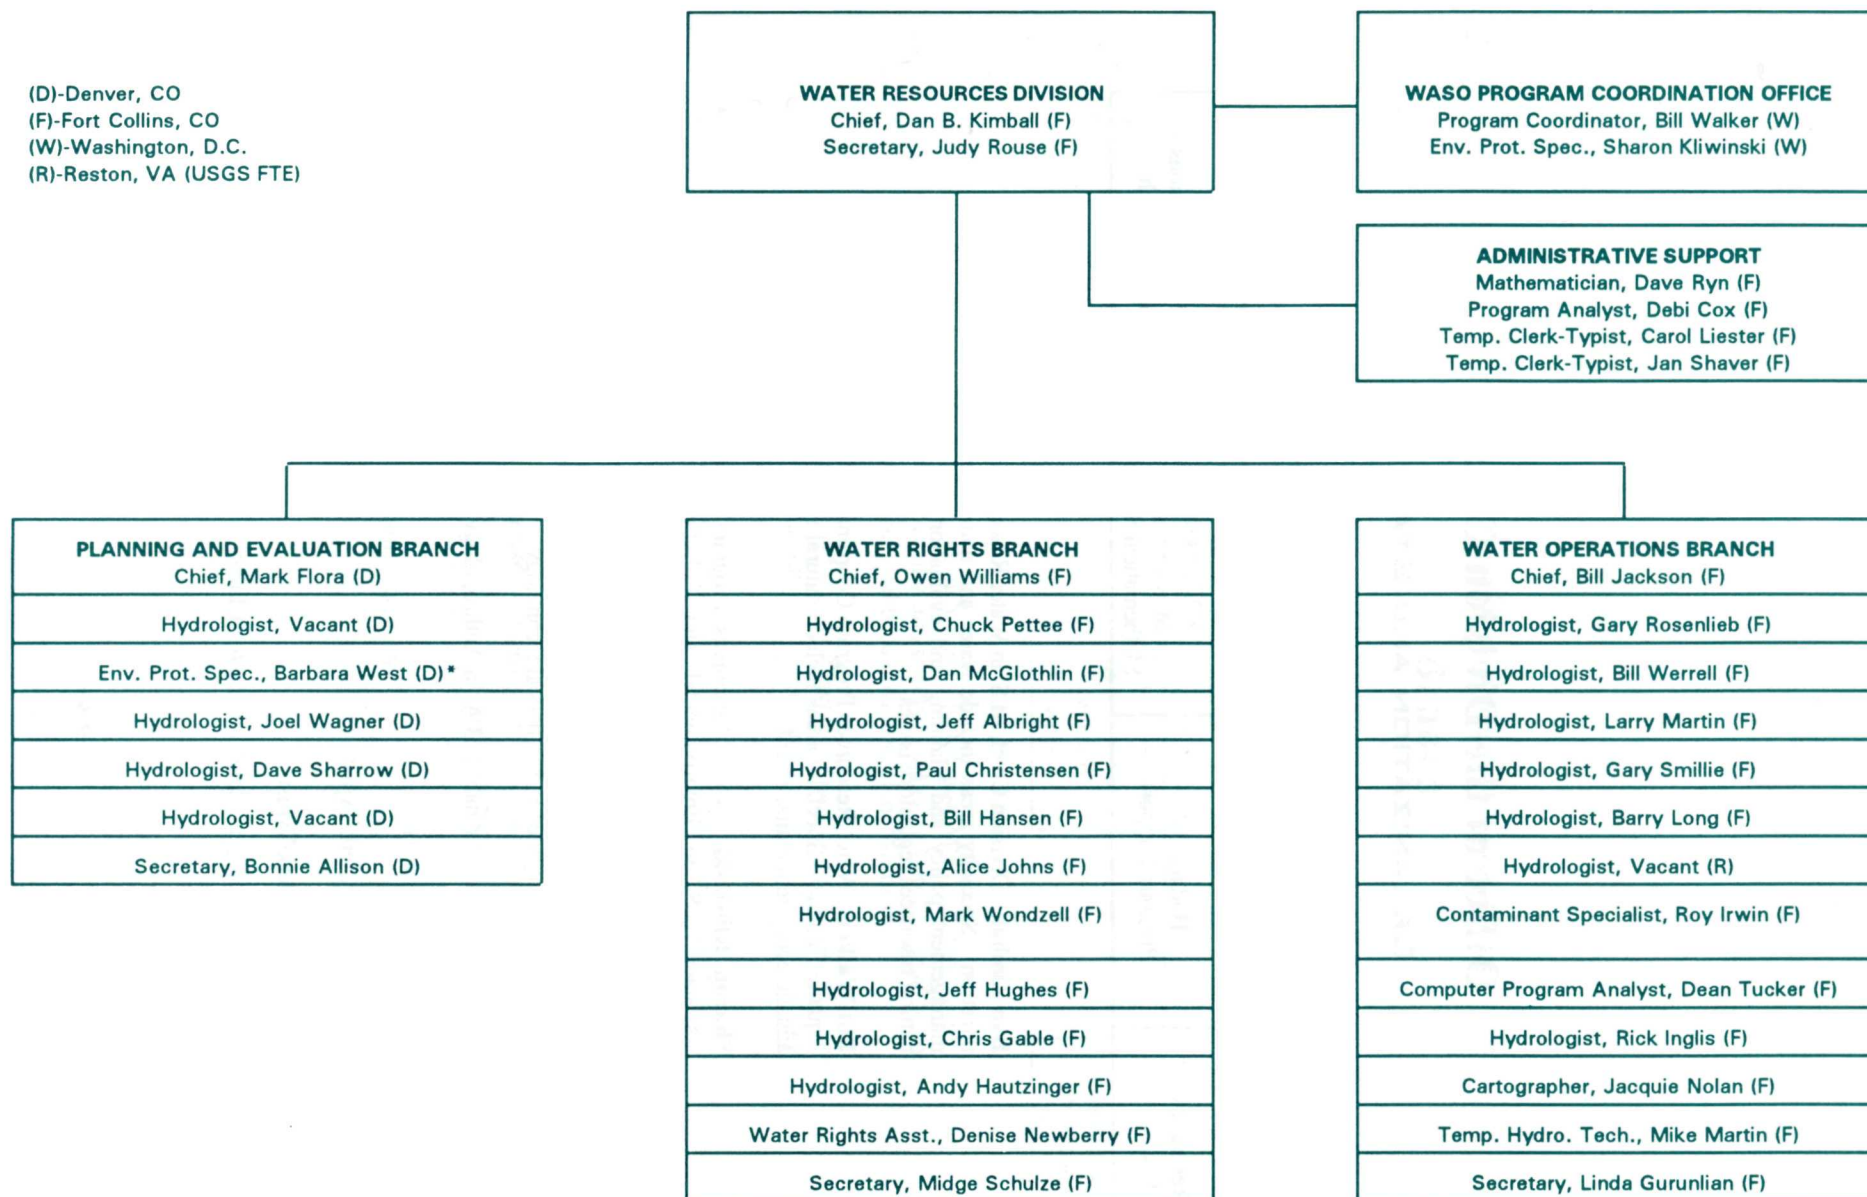 (D)-Denver, CO
(F)-Fort Collins, CO
(W)-Washington, D.C.
(R)-Reston, VA (USGS FTE)
WATER RESOURCES DIVISION
Chief, Dan B. Kimball (F)
Secretary, Judy Rouse (F)
WASO PROGRAM COORDINATION OFFICE
Program Coordinator, Bill Walker (W)
Env. Prot. Spec., Sharon Kliwinski (W)
ADMINISTRATIVE SUPPORT
Mathematician, Dave Ryn (F)
Program Analyst, Debi Cox (F)
Temp. Clerk-Typist, Carol Liester (F)
Temp. Clerk-Typist, Jan Shaver (F)
PLANNING AND EVALUATION BRANCH
Chief, Mark Flora (D)
Hydrologist, Vacant (D)
Env. Prot. Spec., Barbara West (D)*
Hydrologist, Joel Wagner (D)
Hydrologist, Dave Sharrow (D)
Hydrologist, Vacant (D)
Secretary, Bonnie Allison (D)
WATER RIGHTS BRANCH
Chief, Owen Williams (F)
Hydrologist, Chuck Pettee (F)
Hydrologist, Dan McGlothlin (F)
Hydrologist, Jeff Albright (F)
Hydrologist, Paul Christensen (F)
Hydrologist, Bill Hansen (F)
Hydrologist, Alice Johns (F)
Hydrologist, Mark Wondzell (F)
Hydrologist, Jeff Hughes (F)
Hydrologist, Chris Gable (F)
Hydrologist, Andy Hautzinger (F)
Water Rights Asst., Denise Newberry (F)
Secretary, Midge Schulze (F)
WATER OPERATIONS BRANCH
Chief, Bill Jackson (F)
Hydrologist, Gary Rosenlieb (F)
Hydrologist, Bill Werrell (F)
Hydrologist, Larry Martin (F)
Hydrologist, Gary Smillie (F)
Hydrologist, Barry Long (F)
Hydrologist, Vacant (R)
Contaminant Specialist, Roy Irwin (F)
Computer Program Analyst, Dean Tucker (F)
Hydrologist, Rick Inglis (F)
Cartographer, Jacquie Nolan (F)
Temp. Hydro. Tech., Mike Martin (F)
Secretary, Linda Gurunlian (F)